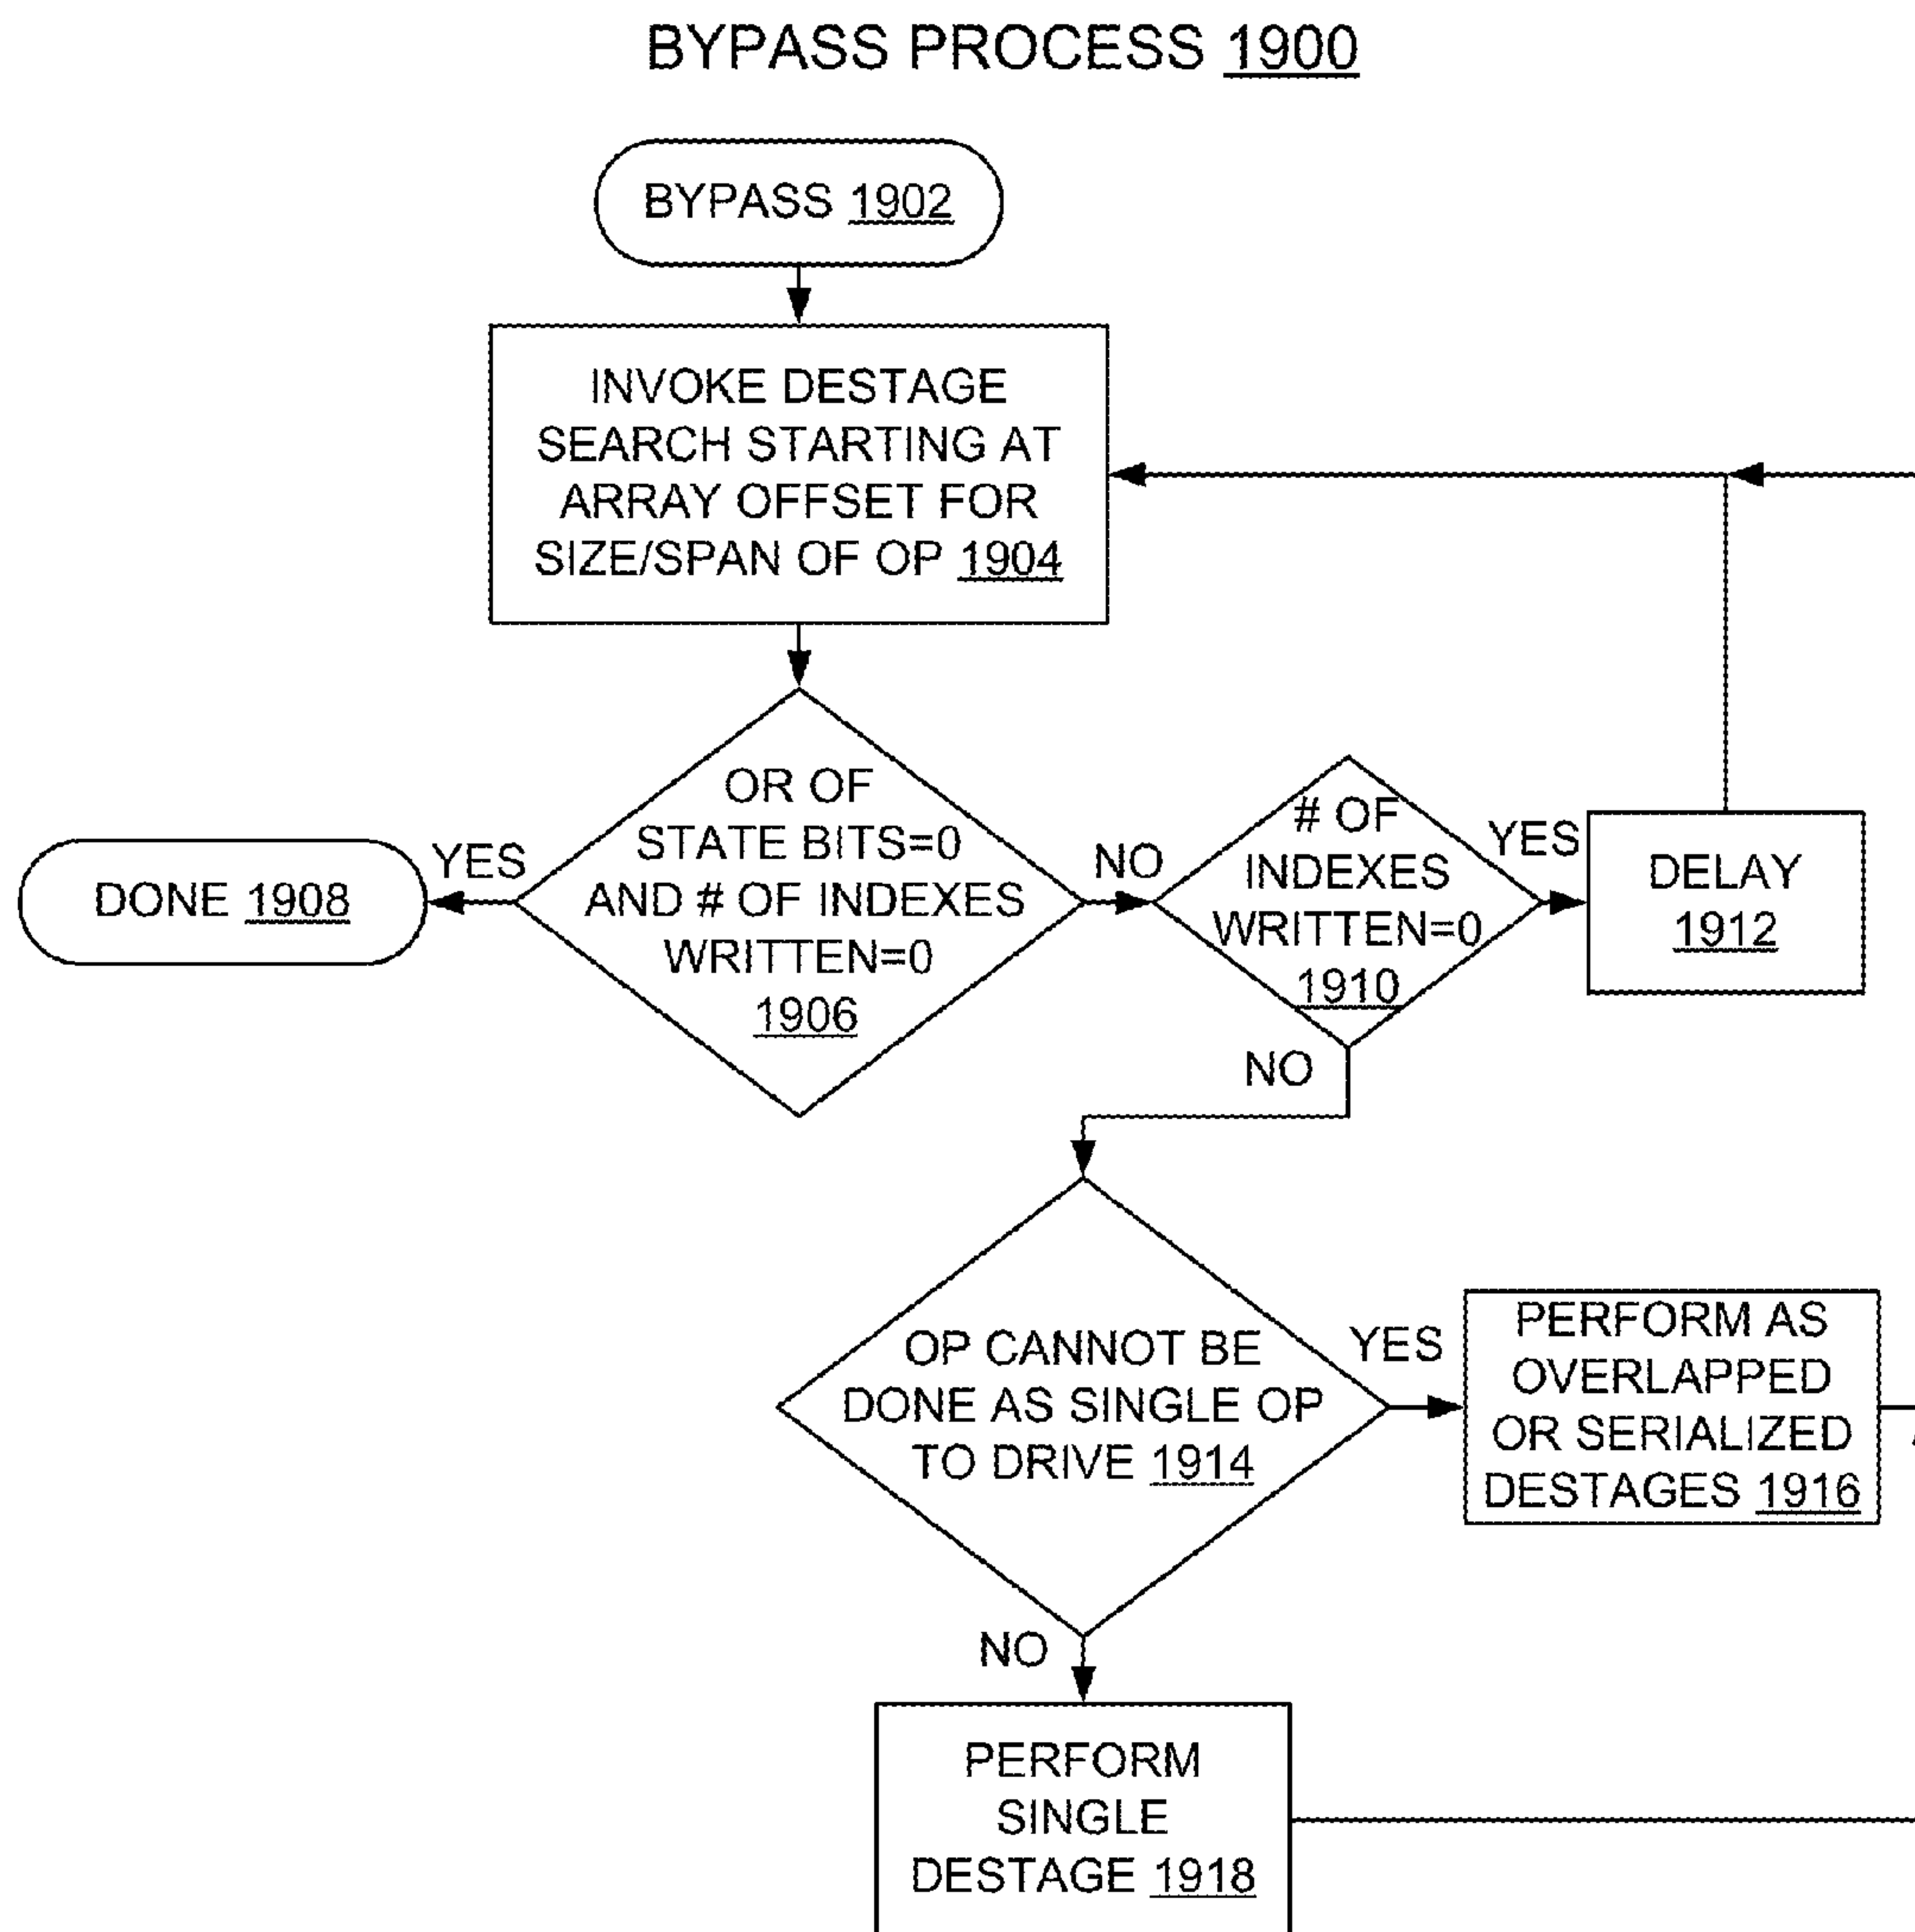 BYPASS PROCESS 1900
BYPASS 1902
INVOKE DESTAGE
SEARCH STARTING AT
ARRAY OFFSET FOR
SIZE/SPAN OF OP 1904
OR OF
STATE BITS=0
AND # OF INDEXES
WRITTEN=0
1906
YES
DONE 1908
NO
# OF
INDEXES
WRITTEN=0
1910
YES
DELAY
1912
NO
OP CANNOT BE
DONE AS SINGLE OP
TO DRIVE 1914
YES
PERFORM AS
OVERLAPPED
OR SERIALIZED
DESTAGES 1916
NO
PERFORM
SINGLE
DESTAGE 1918